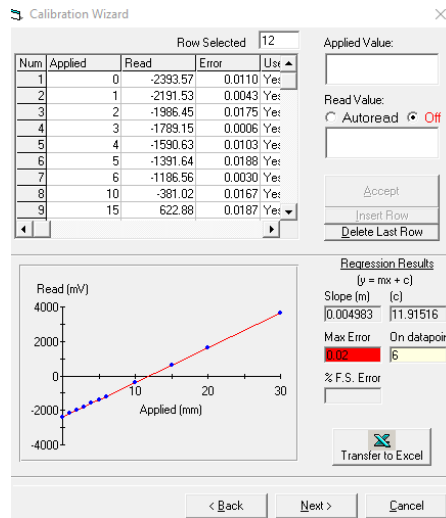 Calibration Wizard
Row Selected 12
Num Applied Read Error Use
1 0 -2393.57 0.0110 Yes
2 1 -2191.53 0.0043 Yes
3 2 -1986.45 0.0175 Yes
4 3 -1789.15 0.0006 Yes
5 4 -1590.63 0.0103 Yes
6 5 -1391.64 0.0188 Yes
7 6 -1186.56 0.0030 Yes
8 10 -381.02 0.0167 Yes
9 15 622.88 0.0187 Yes
Applied Value:
Read Value:
Autoread Off
Accept
Insert Row
Delete Last Row
Read (mV)
4000
2000
0
-2000
-4000
10 20 30
Applied (mm)
Regression Results
(y = mx + c)
Slope (m) (c)
0.004983 11.91516
Max Error On datapoin
0.02 6
% F.S. Error
Transfer to Excel
< Back Next > Cancel